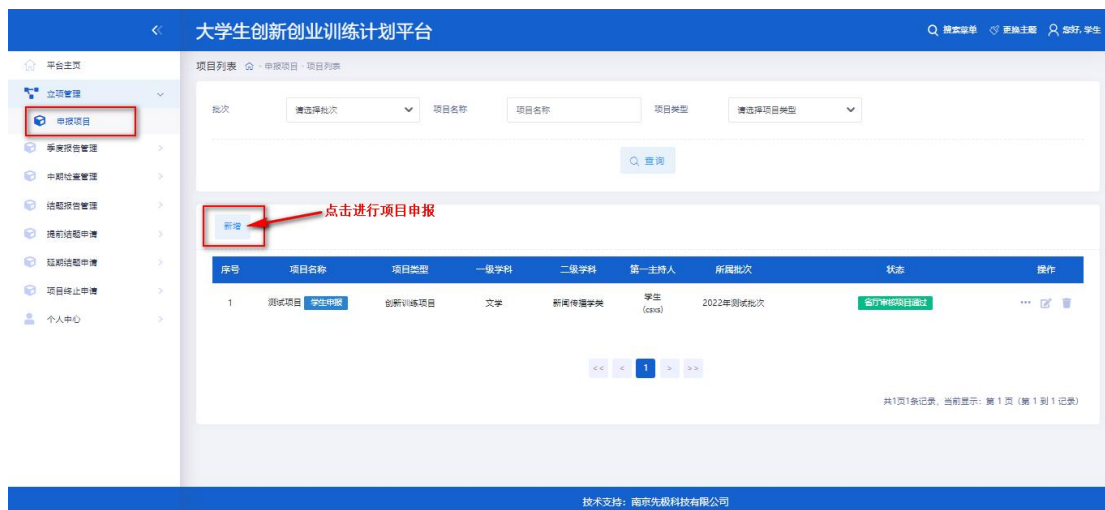 大学生创新创业训练计划平台
搜索菜单 更换主题 您好, 学生
平台主页
立项管理
申报项目
季度报告管理
中期检查管理
结题报告管理
提前结题申请
延期结题申请
项目终止申请
个人中心
项目列表 - 申报项目 - 项目列表
批次 请选择批次 项目名称 项目名称 项目类型 请选择项目类型
查询
点击进行项目申报
新增
序号 项目名称 项目类型 一级学科 二级学科 第一主持人 所属批次 状态 操作
1 测试项目 学生申报 创新训练项目 文学 新闻传播学类 学生 (csxs) 2022年测试批次 省厅审核项目通过 ...
<< < 1 > >>
共1页1条记录, 当前显示: 第 1 页 (第 1 到 1 记录)
技术支持: 南京先极科技有限公司